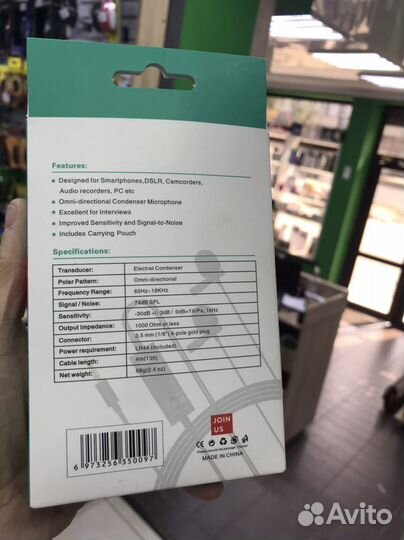 Features:
Designed for Smartphones,DSLR, Camcorders,
Audio recorders, PC etc
Omni-directional Condenser Microphone
Excellent for Interviews
Improved Sensitivity and Signal-to-Noise
Includes Carrying Pouch
Specifications:
Transducer: Electret Condenser
Polar Pattern: Omni-directional
Frequency Range: 65Hz~18KHz
Signal / Noise: 74dB SPL
Sensitivity: -30dB +/- 3dB / 0dB=1V/Pa, 1kHz
Output Impedance: 1000 Ohm or less
Connector: 3.5 mm (1/8") 4-pole gold plug
Power requirement: LR44 (included)
Cable length: 4m(13ft)
Net weight: 68g(2.4 oz)
6 973256 350097
JOIN
US
CE
MADE IN CHINA
Avito